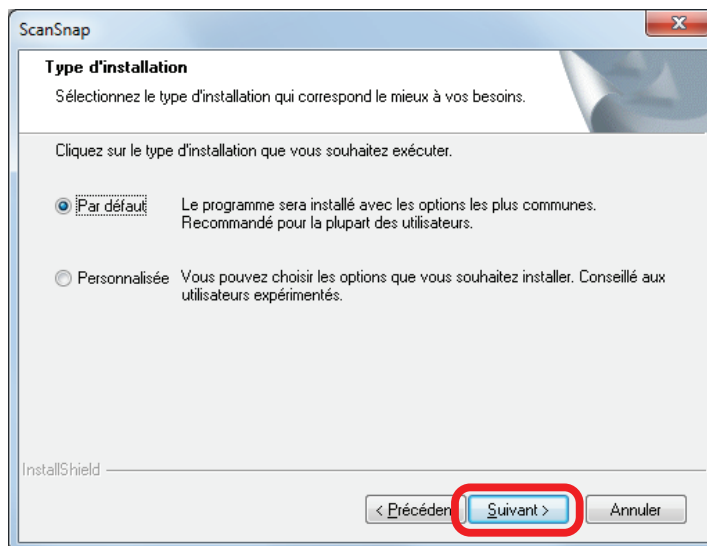 ScanSnap
Type d'installation
Sélectionnez le type d'installation qui correspond le mieux à vos besoins.
Cliquez sur le type d'installation que vous souhaitez exécuter.
Par défaut
Le programme sera installé avec les options les plus communes.
Recommandé pour la plupart des utilisateurs.
Personnalisée
Vous pouvez choisir les options que vous souhaitez installer. Conseillé aux
utilisateurs expérimentés.
InstallShield
< Précéden
Suivant >
Annuler